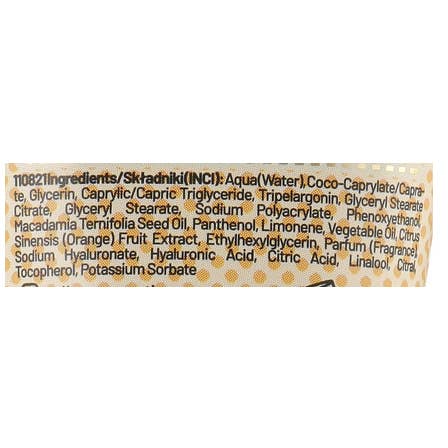 110821Ingredients/Składniki(INCI): Aqua(Water),Coco-Caprylate/Capra-
te, Glycerin, Caprylic/Capric Triglyceride, Tripelargonin, Glyceryl Stearate
Citrate, Glyceryl Stearate, Sodium Polyacrylate, Phenoxyethanol,
Macadamia Ternifolia Seed Oil, Panthenol, Limonene, Vegetable Oil, Citrus
Sinensis (Orange) Fruit Extract, Ethylhexylglycerin, Parfum (Fragrance),
Sodium Hyaluronate, Hyaluronic Acid, Citric Acid, Linalool, Citral,
Tocopherol, Potassium Sorbate